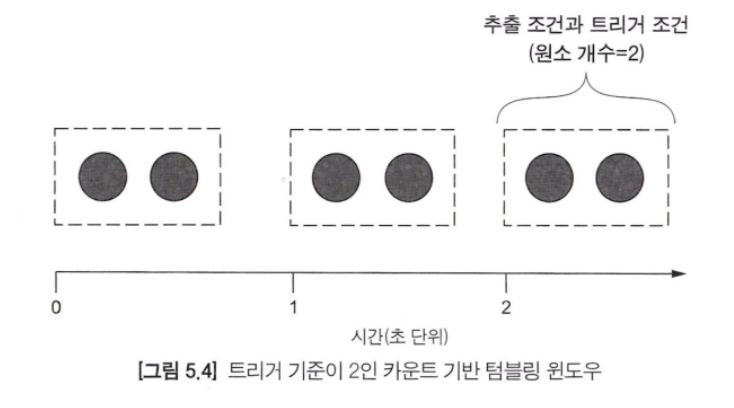 추출 조건과 트리거 조건
(원소 개수=2)
0 1 2
시간(초 단위)
[그림 5.4] 트리거 기준이 2인 카운트 기반 텀블링 윈도우